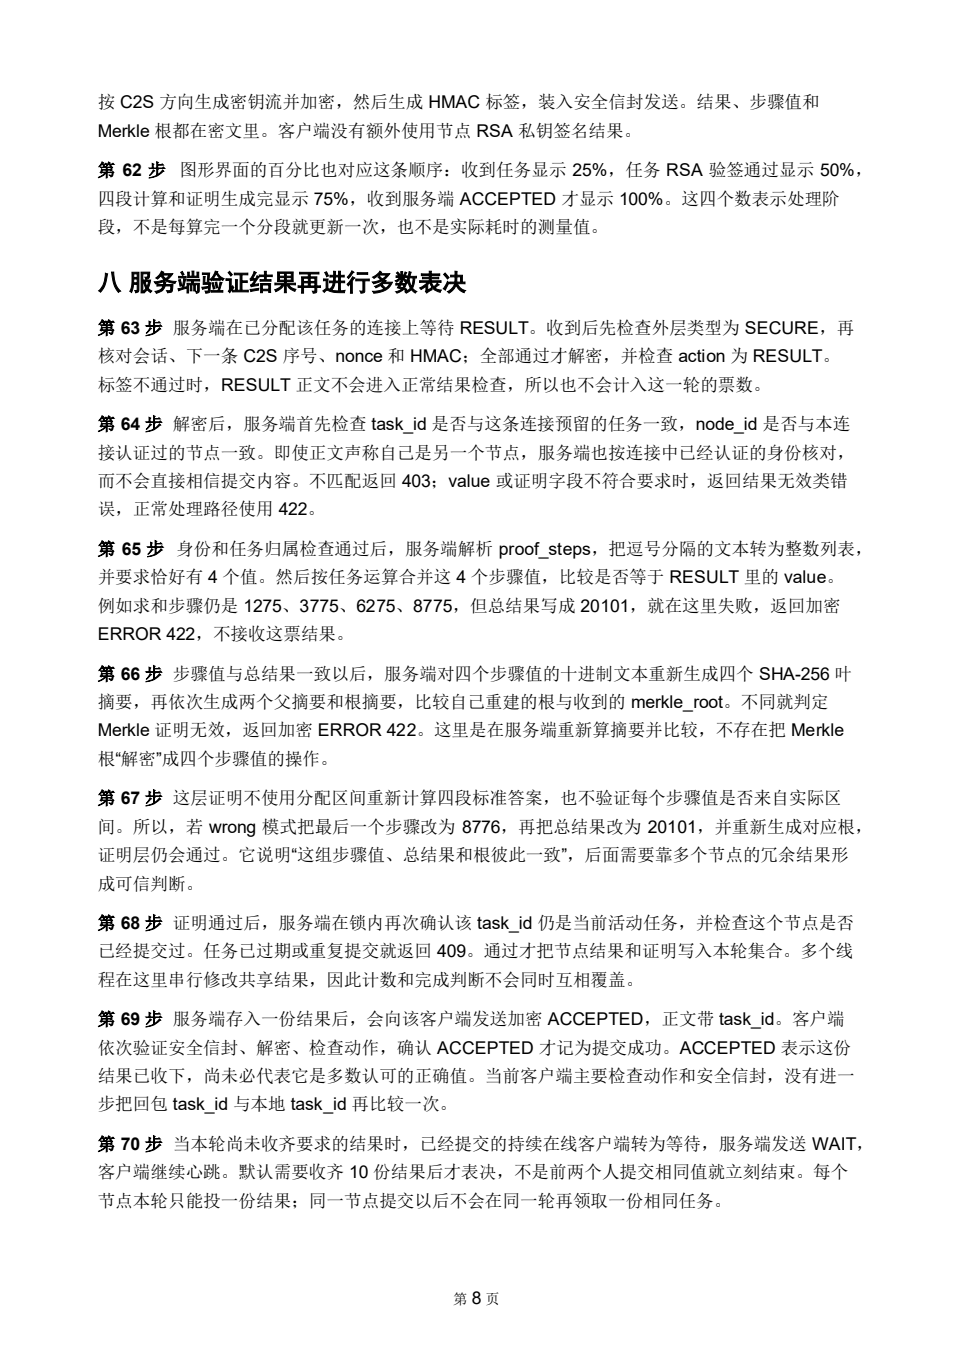 按 C2S 方向生成密钥流并加密，然后生成 HMAC 标签，装入安全信封发送。结果、步骤值和
Merkle 根都在密文里。客户端没有额外使用节点 RSA 私钥签名结果。
第 62 步 图形界面的百分比也对应这条顺序：收到任务显示 25%，任务 RSA 验签通过显示 50%，
四段计算和证明生成完显示 75%，收到服务端 ACCEPTED 才显示 100%。这四个数表示处理阶
段，不是每算完一个分段就更新一次，也不是实际耗时的测量值。
八 服务端验证结果再进行多数表决
第 63 步 服务端在已分配该任务的连接上等待 RESULT。收到后先检查外层类型为 SECURE，再
核对会话、下一条 C2S 序号、nonce 和 HMAC；全部通过才解密，并检查 action 为 RESULT。
标签不通过时，RESULT 正文不会进入正常结果检查，所以也不会计入这一轮的票数。
第 64 步 解密后，服务端首先检查 task_id 是否与这条连接预留的任务一致，node_id 是否与本连
接认证过的节点一致。即使正文声称自己是另一个节点，服务端也按连接中已经认证的身份核对，
而不会直接相信提交内容。不匹配返回 403；value 或证明字段不符合要求时，返回结果无效类错
误，正常处理路径使用 422。
第 65 步 身份和任务归属检查通过后，服务端解析 proof_steps，把逗号分隔的文本转为整数列表，
并要求恰好有 4 个值。然后按任务运算合并这 4 个步骤值，比较是否等于 RESULT 里的 value。
例如求和步骤仍是 1275、3775、6275、8775，但总结果写成 20101，就在这里失败，返回加密
ERROR 422，不接收这票结果。
第 66 步 步骤值与总结果一致以后，服务端对四个步骤值的十进制文本重新生成四个 SHA-256 叶
摘要，再依次生成两个父摘要和根摘要，比较自己重建的根与收到的 merkle_root。不同就判定
Merkle 证明无效，返回加密 ERROR 422。这里是在服务端重新算摘要并比较，不存在把 Merkle
根“解密”成四个步骤值的操作。
第 67 步 这层证明不使用分配区间重新计算四段标准答案，也不验证每个步骤值是否来自实际区
间。所以，若 wrong 模式把最后一个步骤改为 8776，再把总结果改为 20101，并重新生成对应根，
证明层仍会通过。它说明“这组步骤值、总结果和根彼此一致”，后面需要靠多个节点的冗余结果形
成可信判断。
第 68 步 证明通过后，服务端在锁内再次确认该 task_id 仍是当前活动任务，并检查这个节点是否
已经提交过。任务已过期或重复提交就返回 409。通过才把节点结果和证明写入本轮集合。多个线
程在这里串行修改共享结果，因此计数和完成判断不会同时互相覆盖。
第 69 步 服务端存入一份结果后，会向该客户端发送加密 ACCEPTED，正文带 task_id。客户端
依次验证安全信封、解密、检查动作，确认 ACCEPTED 才记为提交成功。ACCEPTED 表示这份
结果已收下，尚未必代表它是多数认可的正确值。当前客户端主要检查动作和安全信封，没有进一
步把回包 task_id 与本地 task_id 再比较一次。
第 70 步 当本轮尚未收齐要求的结果时，已经提交的持续在线客户端转为等待，服务端发送 WAIT，
客户端继续心跳。默认需要收齐 10 份结果后才表决，不是前两个人提交相同值就立刻结束。每个
节点本轮只能投一份结果；同一节点提交以后不会在同一轮再领取一份相同任务。
第 8 页